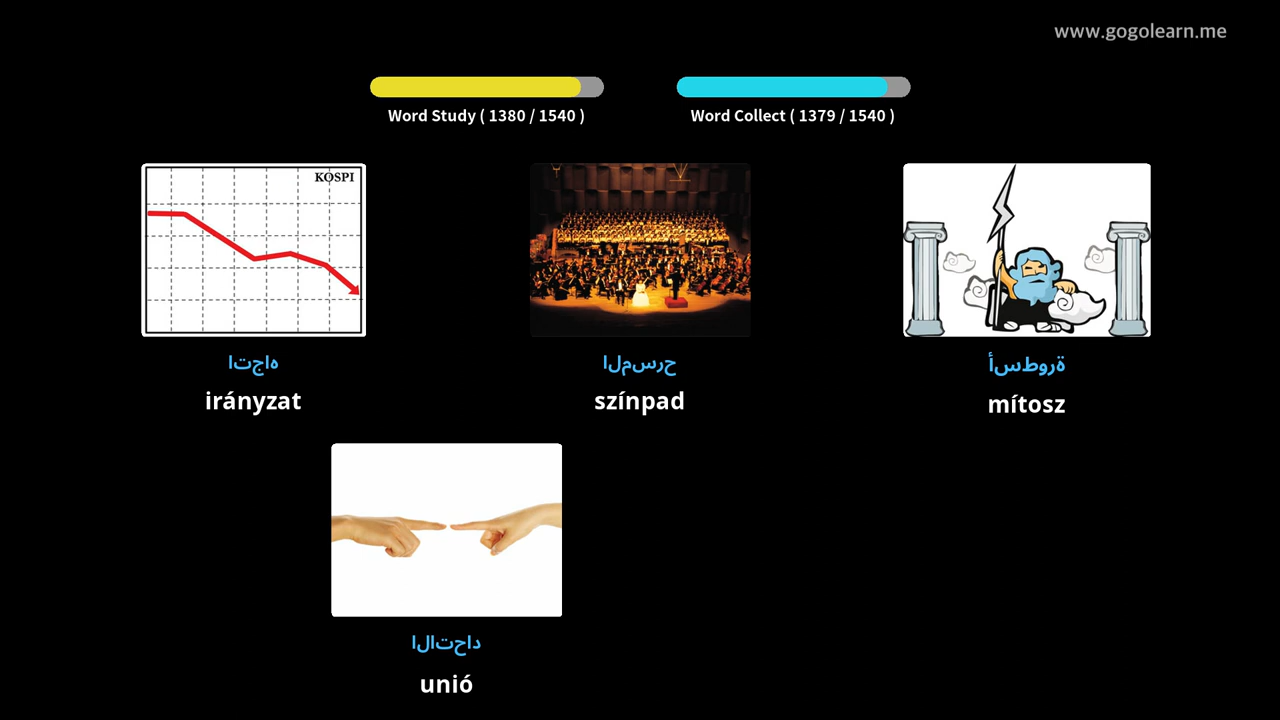 www.gogolearn.me
Word Study ( 1380 / 1540 )
Word Collect ( 1379 / 1540 )
KOSPI
اتجاه
المسرح
أسطورة
irányzat
színpad
mítosz
الاتحاد
unió